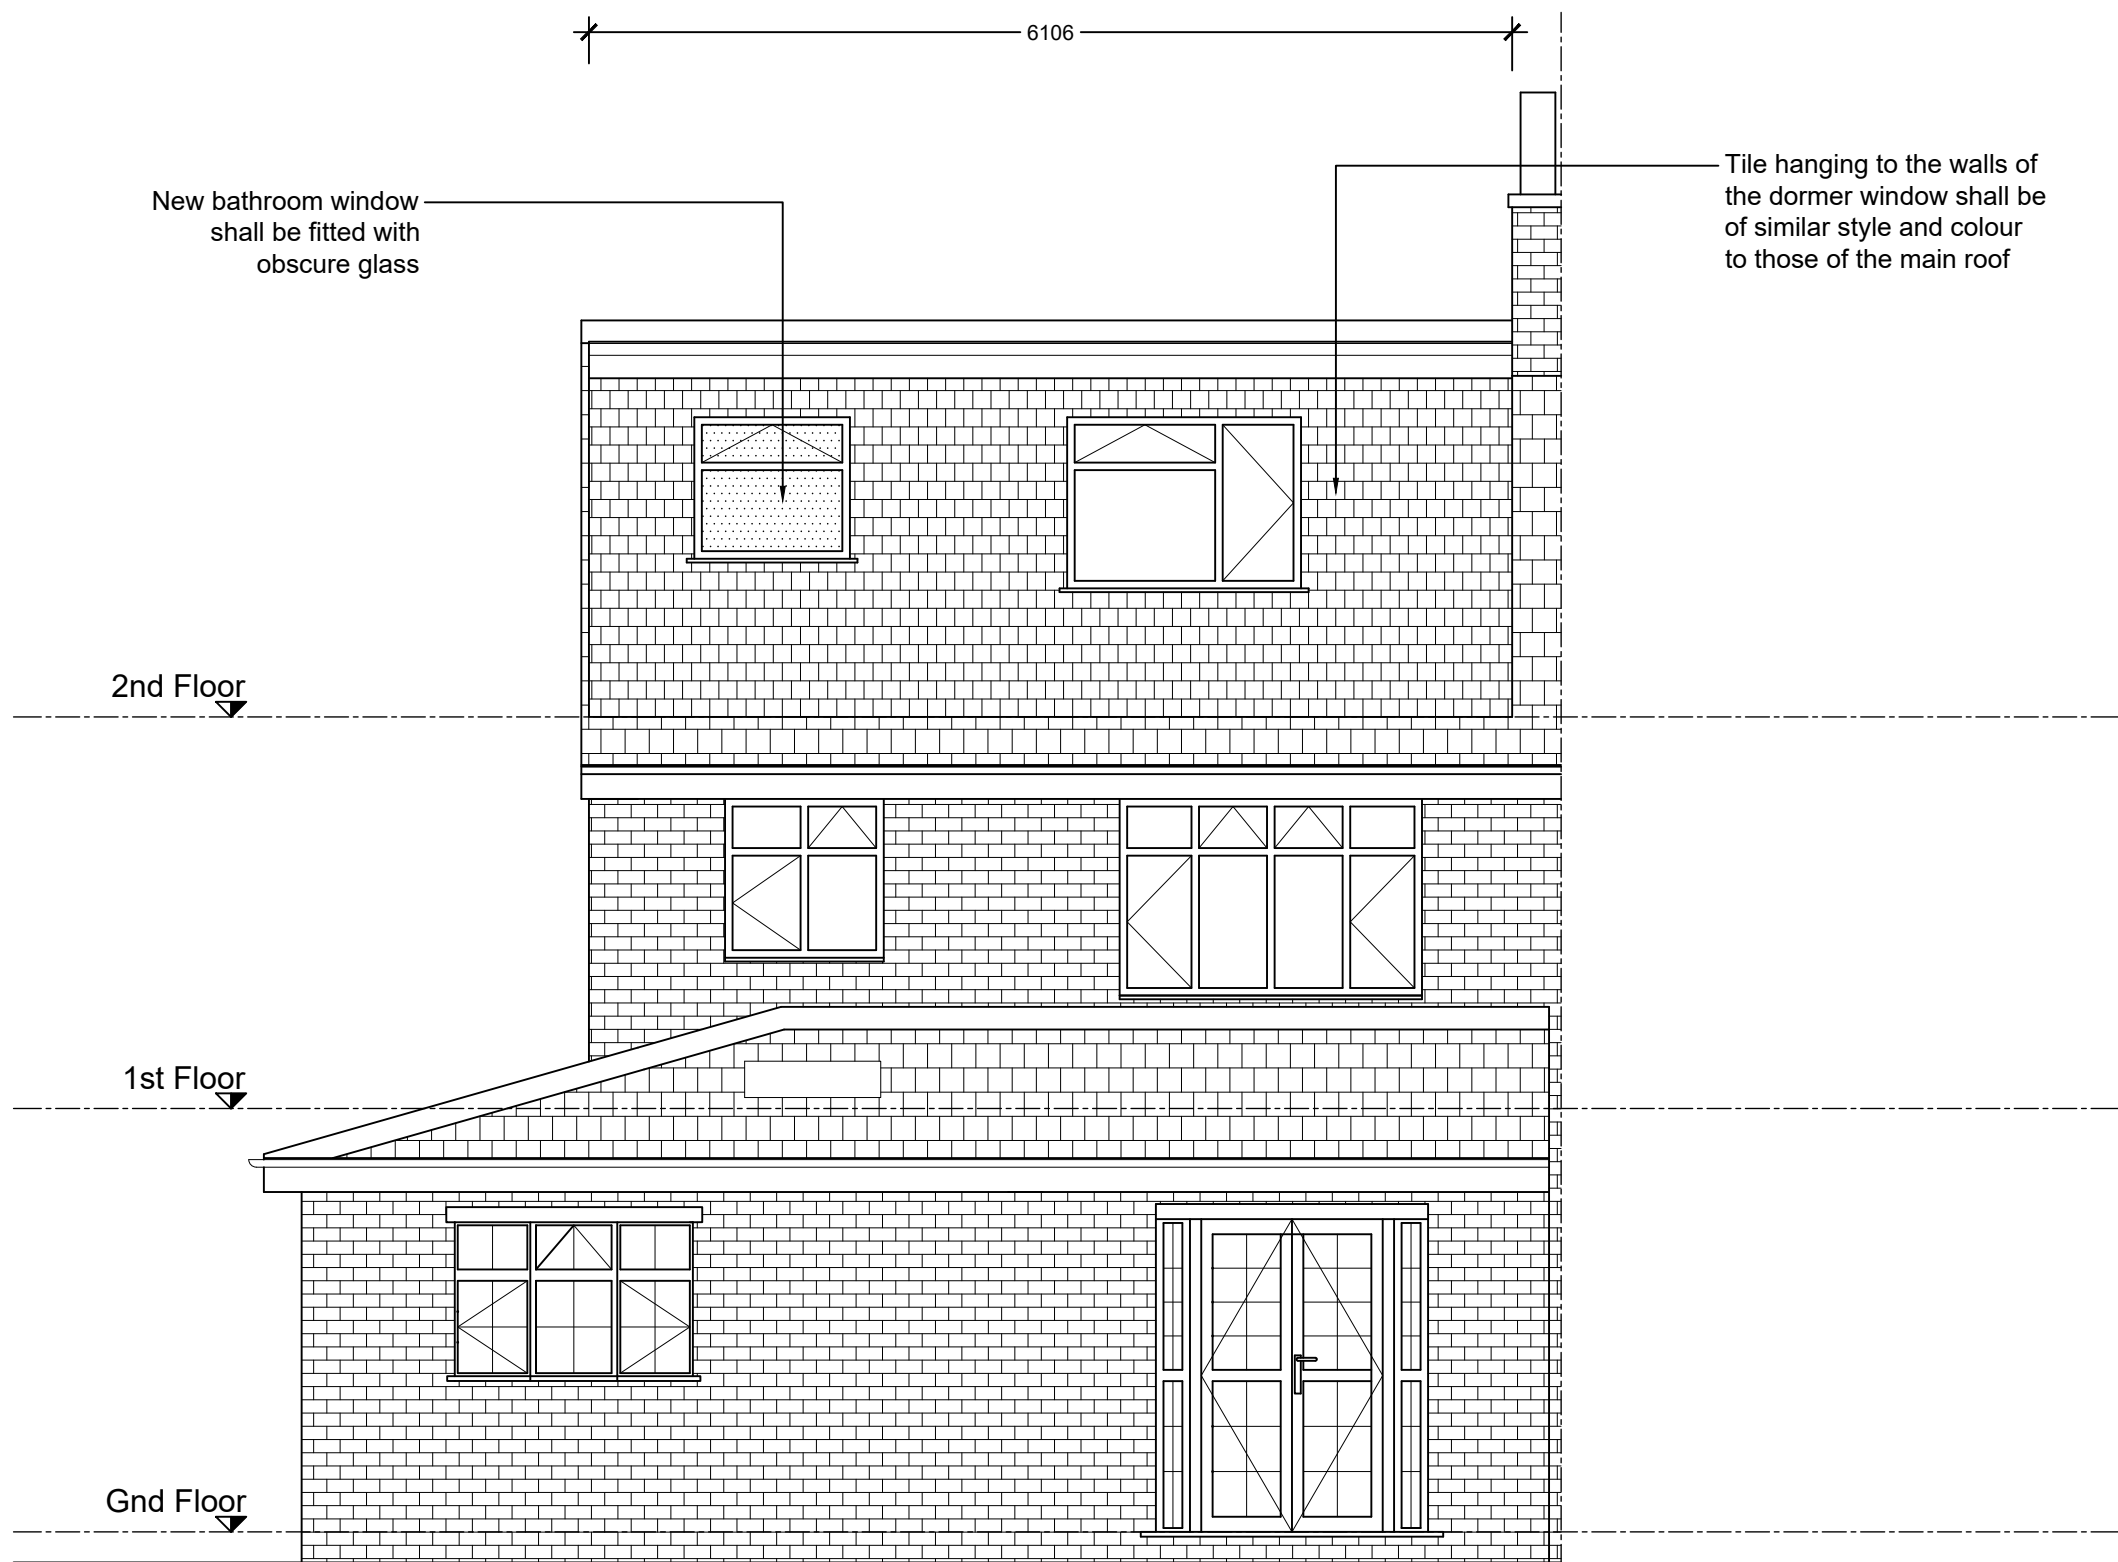 6106
New bathroom window
shall be fitted with
obscure glass
Tile hanging to the walls of
the dormer window shall be
of similar style and colour
to those of the main roof
2nd Floor
1st Floor
Gnd Floor